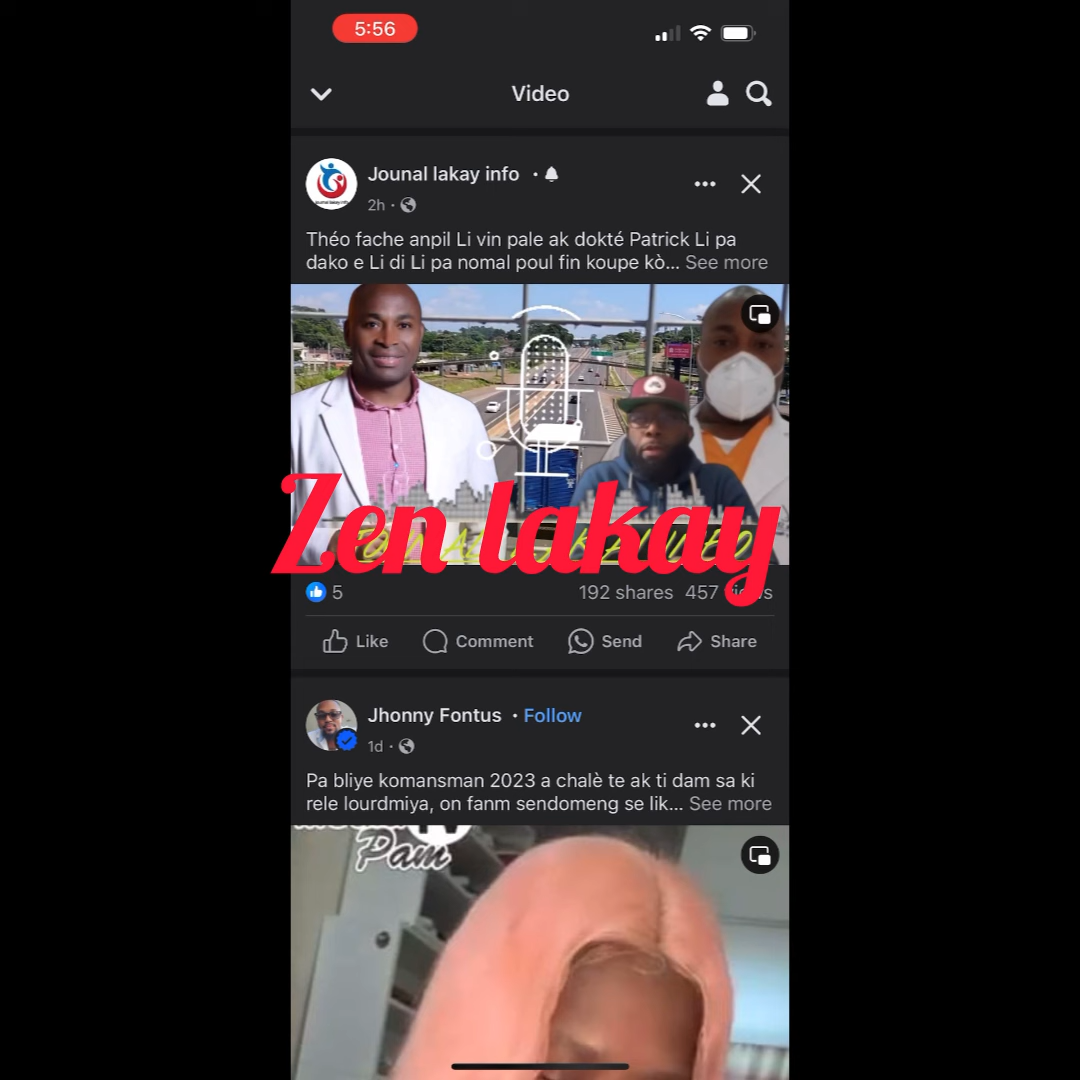 5:56
Video
Jounal lakay info
2h
Théo fache anpil Li vin pale ak dokté Patrick Li pa
dako e Li di Li pa nomal poul fin koupe kò... See more
Zen lakay
5
192 shares 457 views
Like Comment Send Share
Jhonny Fontus · Follow
1d
Pa bliye komansman 2023 a chalè te ak ti dam sa ki
rele lourdmiya, on fanm sendomeng se lik... See more
Pam